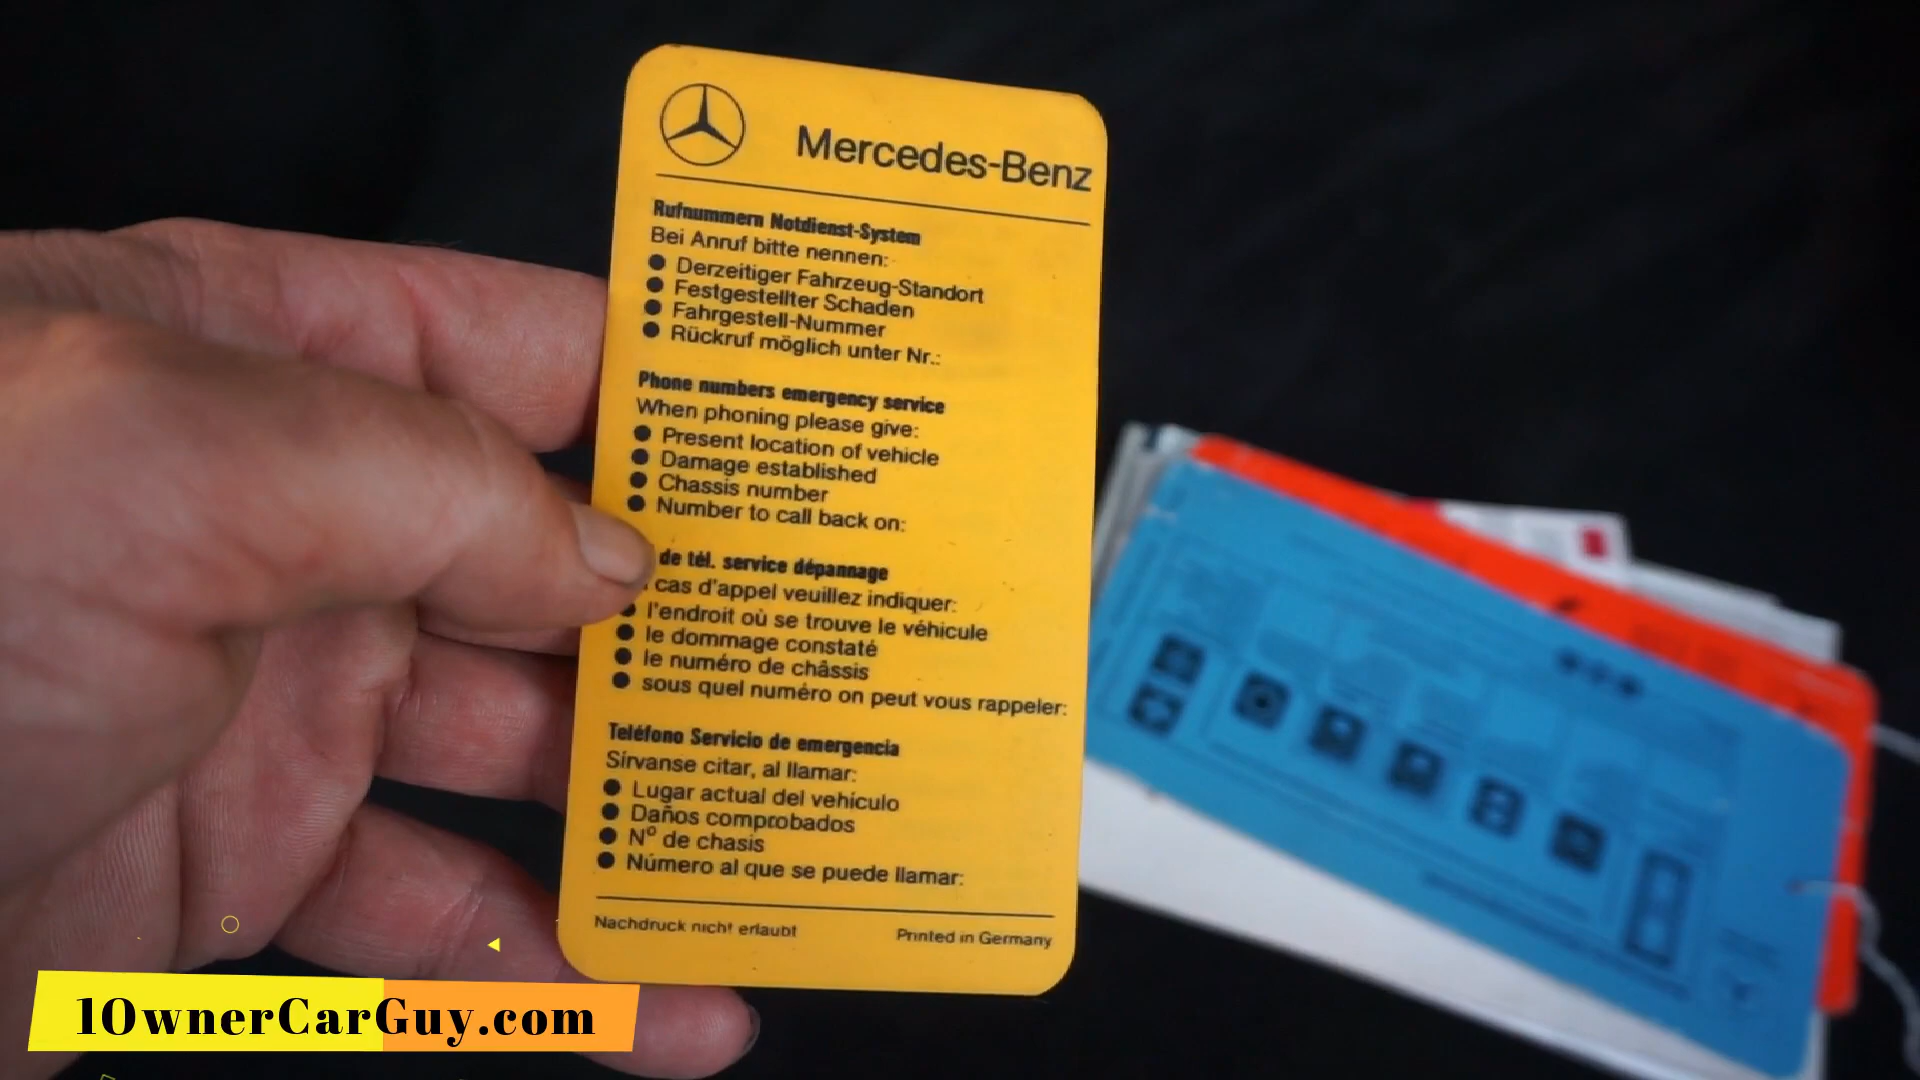 Mercedes-Benz
Rufnummern Notdienst-System
Bei Anruf bitte nennen:
● Derzeitiger Fahrzeug-Standort
● Festgestellter Schaden
● Fahrgestell-Nummer
● Rückruf möglich unter Nr.:
Phone numbers emergency service
When phoning please give:
● Present location of vehicle
● Damage established
● Chassis number
● Number to call back on:
de tél. service dépannage
cas d'appel veuillez indiquer:
● l'endroit où se trouve le véhicule
● le dommage constaté
● le numéro de châssis
● sous quel numéro on peut vous rappeler:
Teléfono Servicio de emergencia
Sírvanse citar, al llamar:
● Lugar actual del vehículo
● Daños comprobados
● Nº de chasis
● Número al que se puede llamar:
Nachdruck nicht erlaubt Printed in Germany
1OwnerCarGuy.com